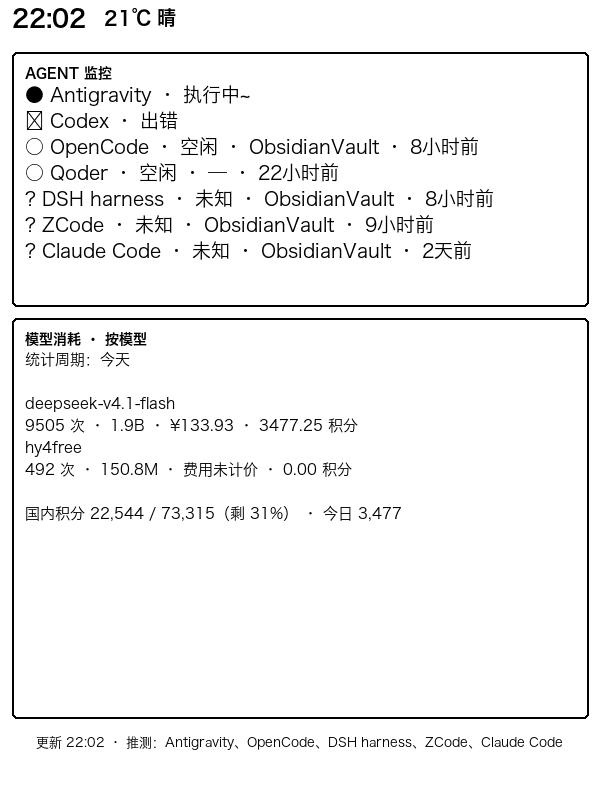 22:02 21℃ 晴
AGENT 监控
● Antigravity · 执行中~
☒ Codex · 出错
○ OpenCode · 空闲 · ObsidianVault · 8小时前
○ Qoder · 空闲 · — · 22小时前
? DSH harness · 未知 · ObsidianVault · 8小时前
? ZCode · 未知 · ObsidianVault · 9小时前
? Claude Code · 未知 · ObsidianVault · 2天前
模型消耗 · 按模型
统计周期：今天
deepseek-v4.1-flash
9505 次 · 1.9B · ¥133.93 · 3477.25 积分
hy4free
492 次 · 150.8M · 费用未计价 · 0.00 积分
国内积分 22,544 / 73,315（剩 31%） · 今日 3,477
更新 22:02 · 推测：Antigravity、OpenCode、DSH harness、ZCode、Claude Code